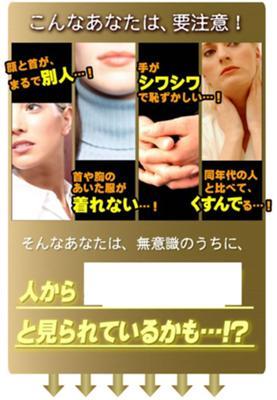 こんなあなたは、要注意！
顔と首が、
まるで別人…！
手が
シワシワ
で恥ずかしい…！
首や胸の
あいた服が
着れない…！
同年代の人
と比べて、
くすんでる…！
そんなあなたは、無意識のうちに、
人から
と見られているかも…!?